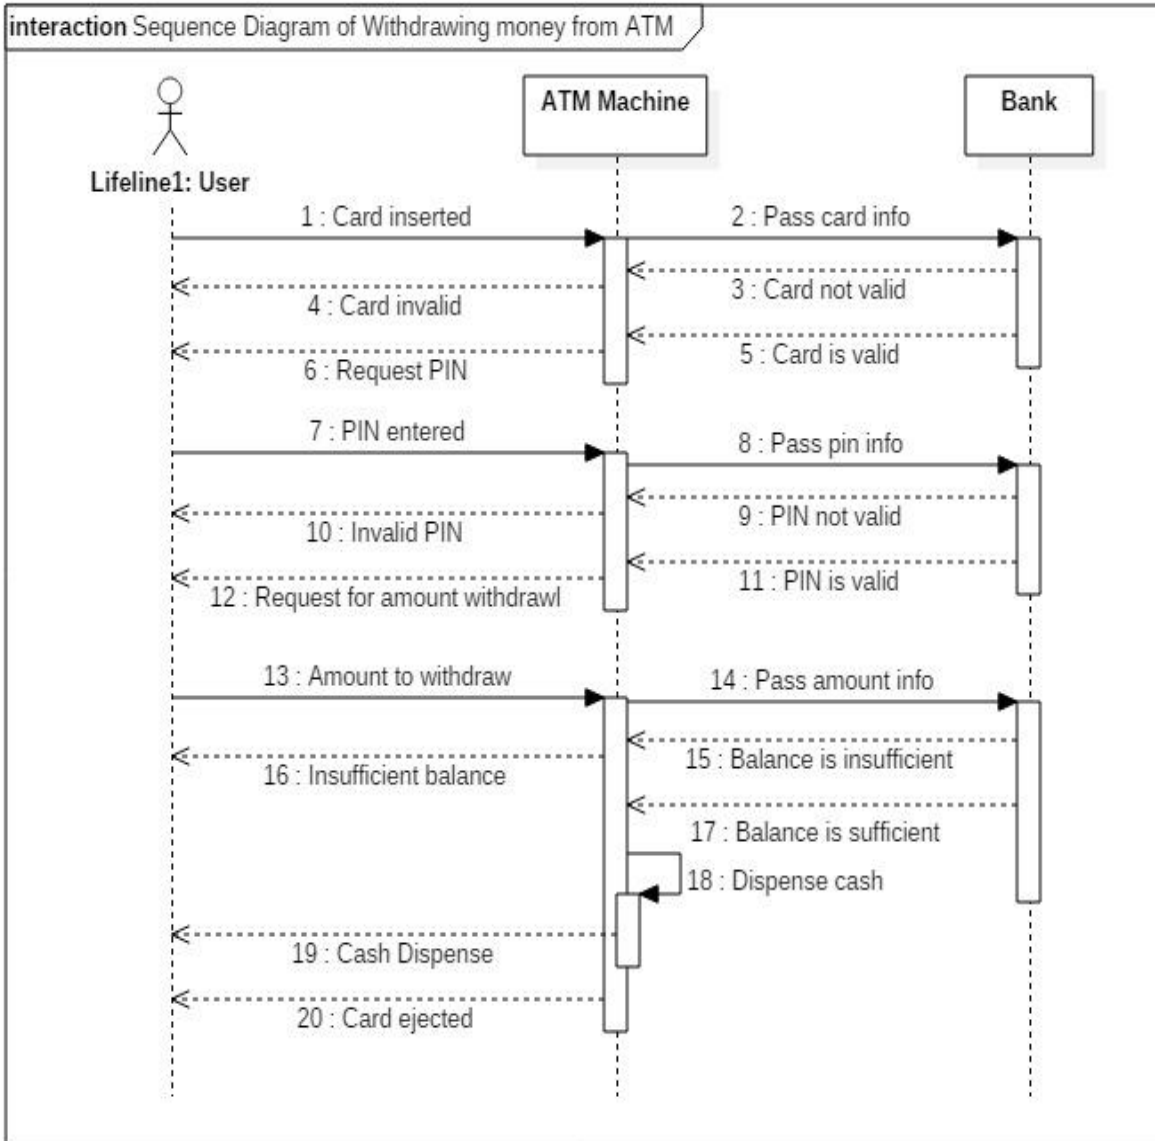 interaction Sequence Diagram of Withdrawing money from ATM
ATM Machine
Bank
Lifeline1: User
1 : Card inserted
2 : Pass card info
3 : Card not valid
4 : Card invalid
5 : Card is valid
6 : Request PIN
7 : PIN entered
8 : Pass pin info
9 : PIN not valid
10 : Invalid PIN
11 : PIN is valid
12 : Request for amount withdrawl
13 : Amount to withdraw
14 : Pass amount info
15 : Balance is insufficient
16 : Insufficient balance
17 : Balance is sufficient
18 : Dispense cash
19 : Cash Dispense
20 : Card ejected